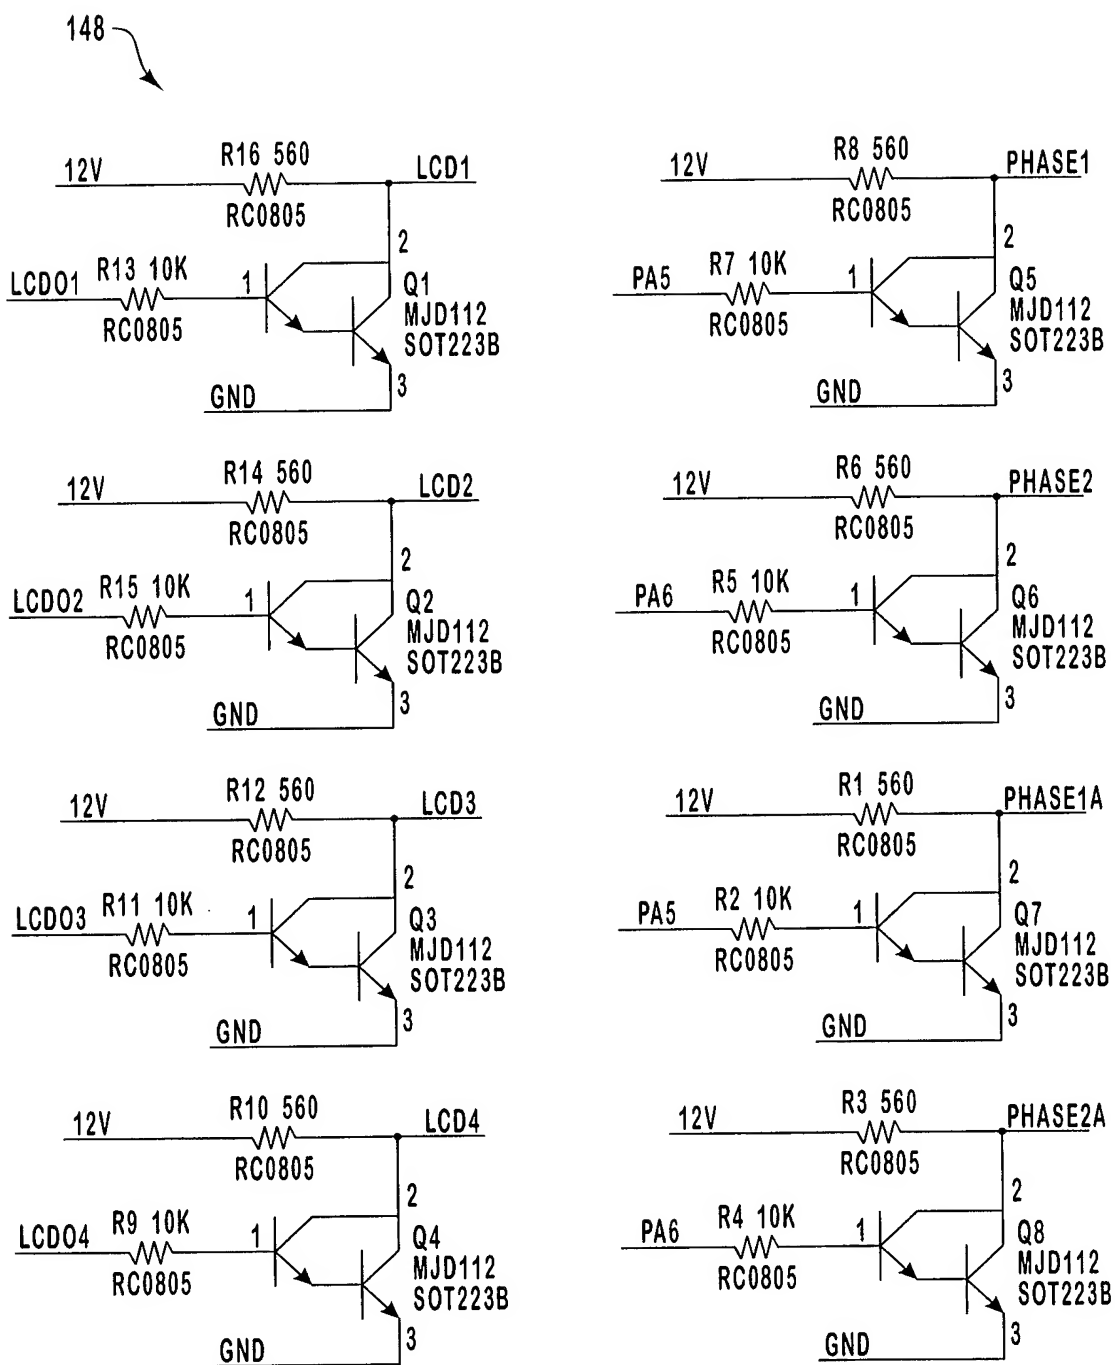 148
12V
R16 560
RC0805
LCD1
LCDO1
R13 10K
RC0805
1
2
Q1
MJD112
SOT223B
3
GND
12V
R8 560
RC0805
PHASE1
PA5
R7 10K
RC0805
1
2
Q5
MJD112
SOT223B
3
GND
12V
R14 560
RC0805
LCD2
LCDO2
R15 10K
RC0805
1
2
Q2
MJD112
SOT223B
3
GND
12V
R6 560
RC0805
PHASE2
PA6
R5 10K
RC0805
1
2
Q6
MJD112
SOT223B
3
GND
12V
R12 560
RC0805
LCD3
LCDO3
R11 10K
RC0805
1
2
Q3
MJD112
SOT223B
3
GND
12V
R1 560
RC0805
PHASE1A
PA5
R2 10K
RC0805
1
2
Q7
MJD112
SOT223B
3
GND
12V
R10 560
RC0805
LCD4
LCDO4
R9 10K
RC0805
1
2
Q4
MJD112
SOT223B
3
GND
12V
R3 560
RC0805
PHASE2A
PA6
R4 10K
RC0805
1
2
Q8
MJD112
SOT223B
3
GND